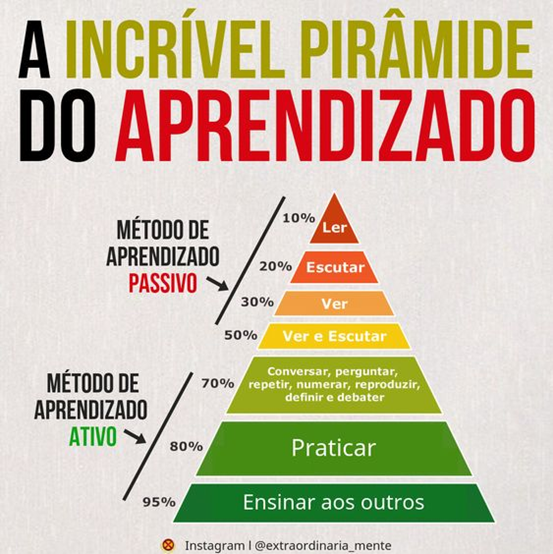 A INCRÍVEL PIRÂMIDE
DO APRENDIZADO
MÉTODO DE
APRENDIZADO
PASSIVO
10%
Ler
20%
Escutar
30%
Ver
50%
Ver e Escutar
MÉTODO DE
APRENDIZADO
ATIVO
70%
Conversar, perguntar,
repetir, numerar, reproduzir,
definir e debater
80%
Praticar
95%
Ensinar aos outros
Instagram l @extraordinaria_mente